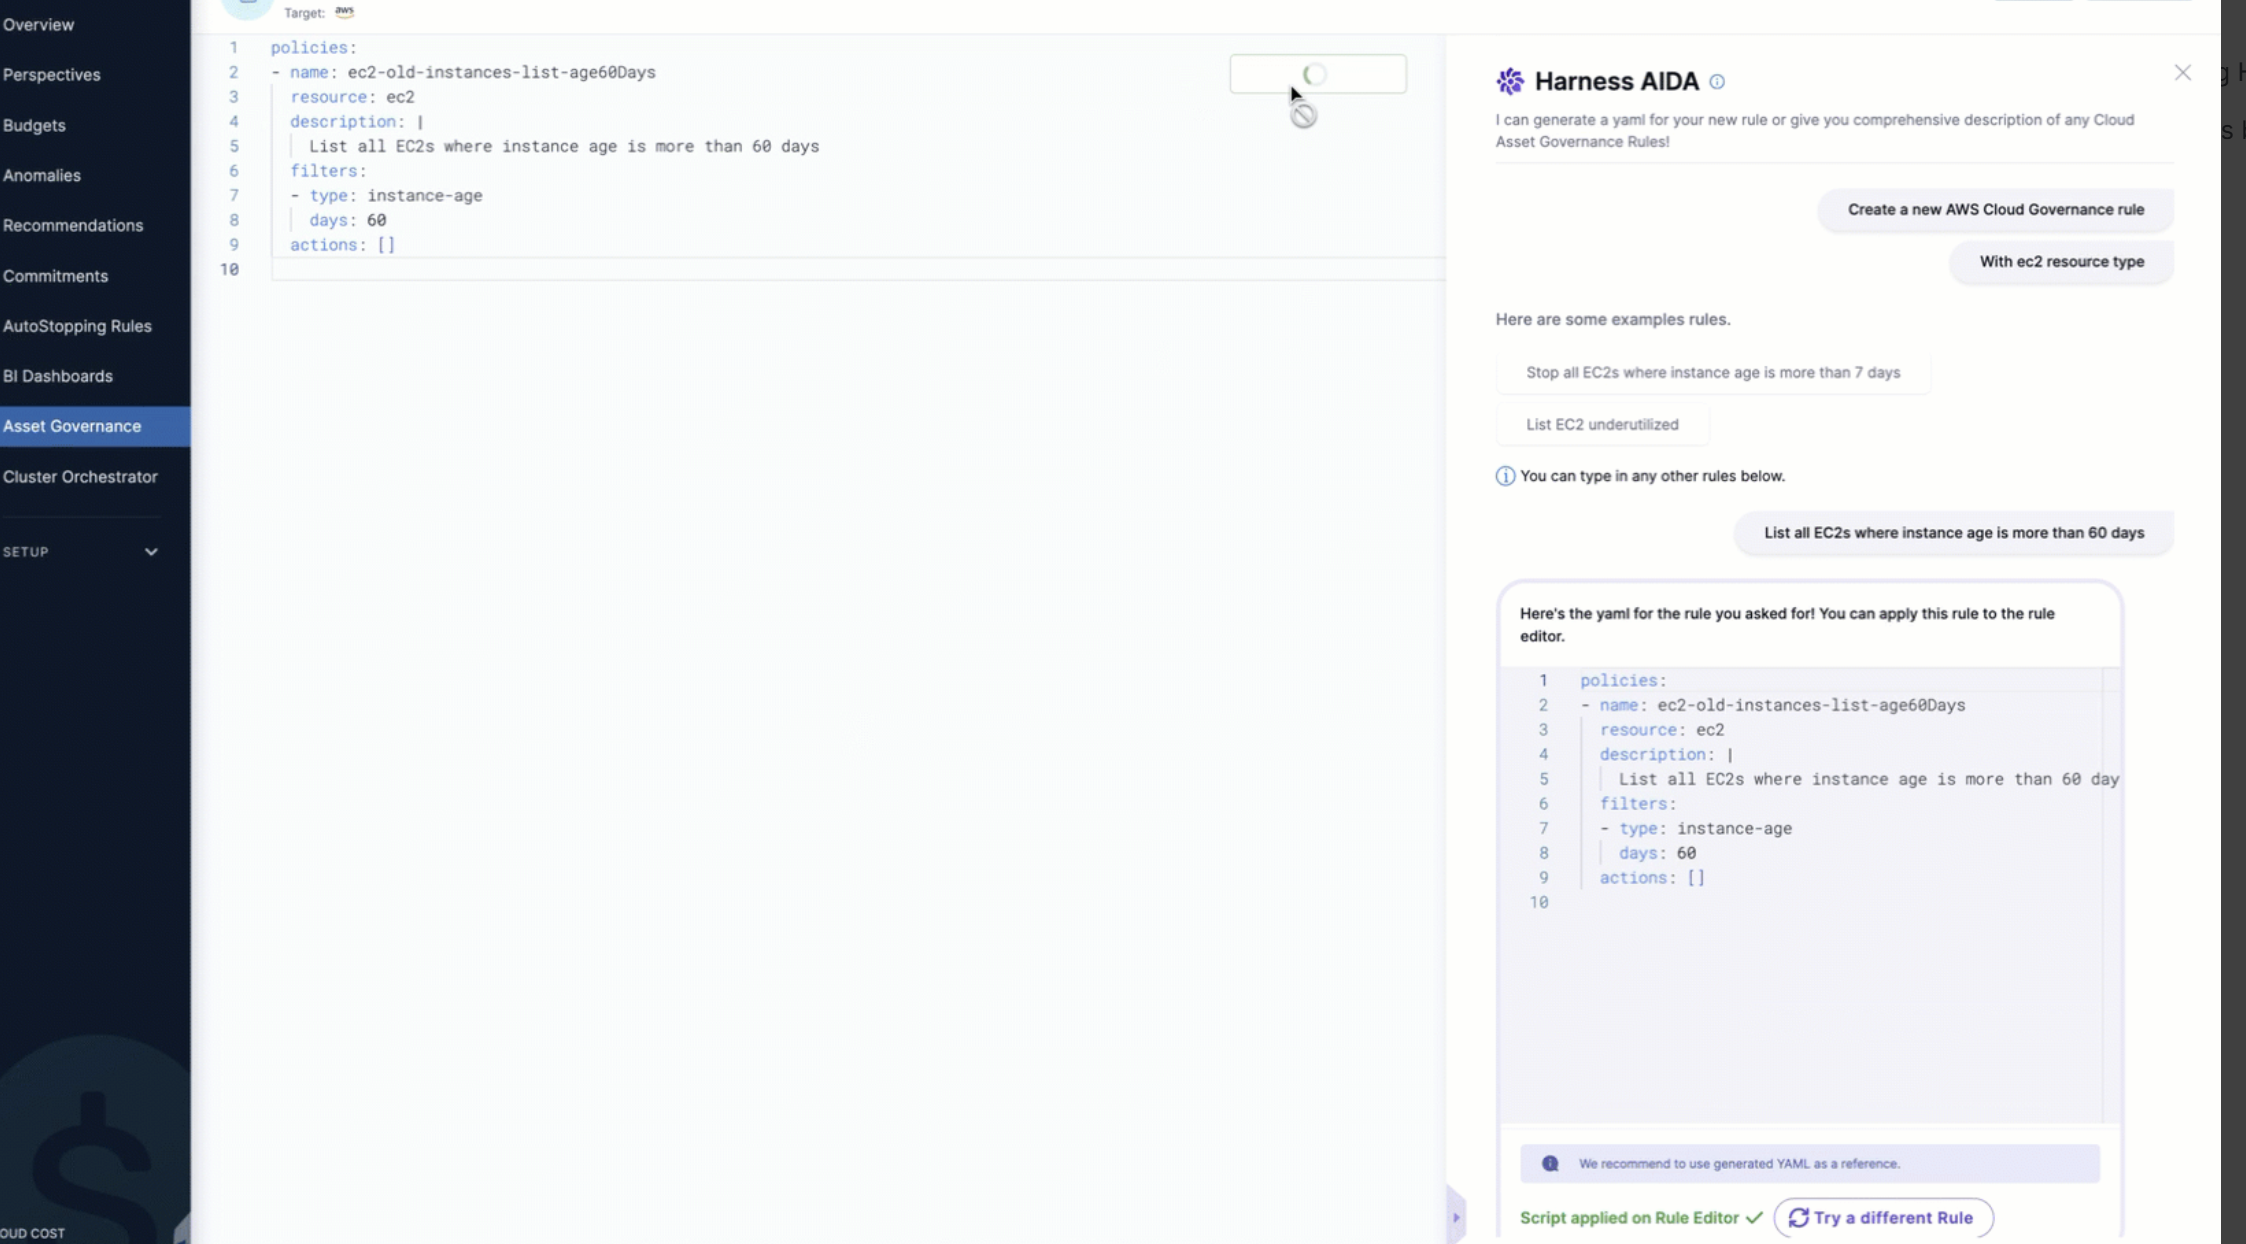 Overview
Perspectives
Budgets
Anomalies
Recommendations
Commitments
AutoStopping Rules
BI Dashboards
Asset Governance
Cluster Orchestrator
SETUP
OUD COST
Target: aws
1 policies:
2 - name: ec2-old-instances-list-age60Days
3 resource: ec2
4 description: |
5 List all EC2s where instance age is more than 60 days
6 filters:
7 - type: instance-age
8 days: 60
9 actions: []
10
Harness AIDA
I can generate a yaml for your new rule or give you comprehensive description of any Cloud
Asset Governance Rules!
Create a new AWS Cloud Governance rule
With ec2 resource type
Here are some examples rules.
Stop all EC2s where instance age is more than 7 days
List EC2 underutilized
You can type in any other rules below.
List all EC2s where instance age is more than 60 days
Here's the yaml for the rule you asked for! You can apply this rule to the rule
editor.
1 policies:
2 - name: ec2-old-instances-list-age60Days
3 resource: ec2
4 description: |
5 List all EC2s where instance age is more than 60 day
6 filters:
7 - type: instance-age
8 days: 60
9 actions: []
10
We recommend to use generated YAML as a reference.
Script applied on Rule Editor
Try a different Rule